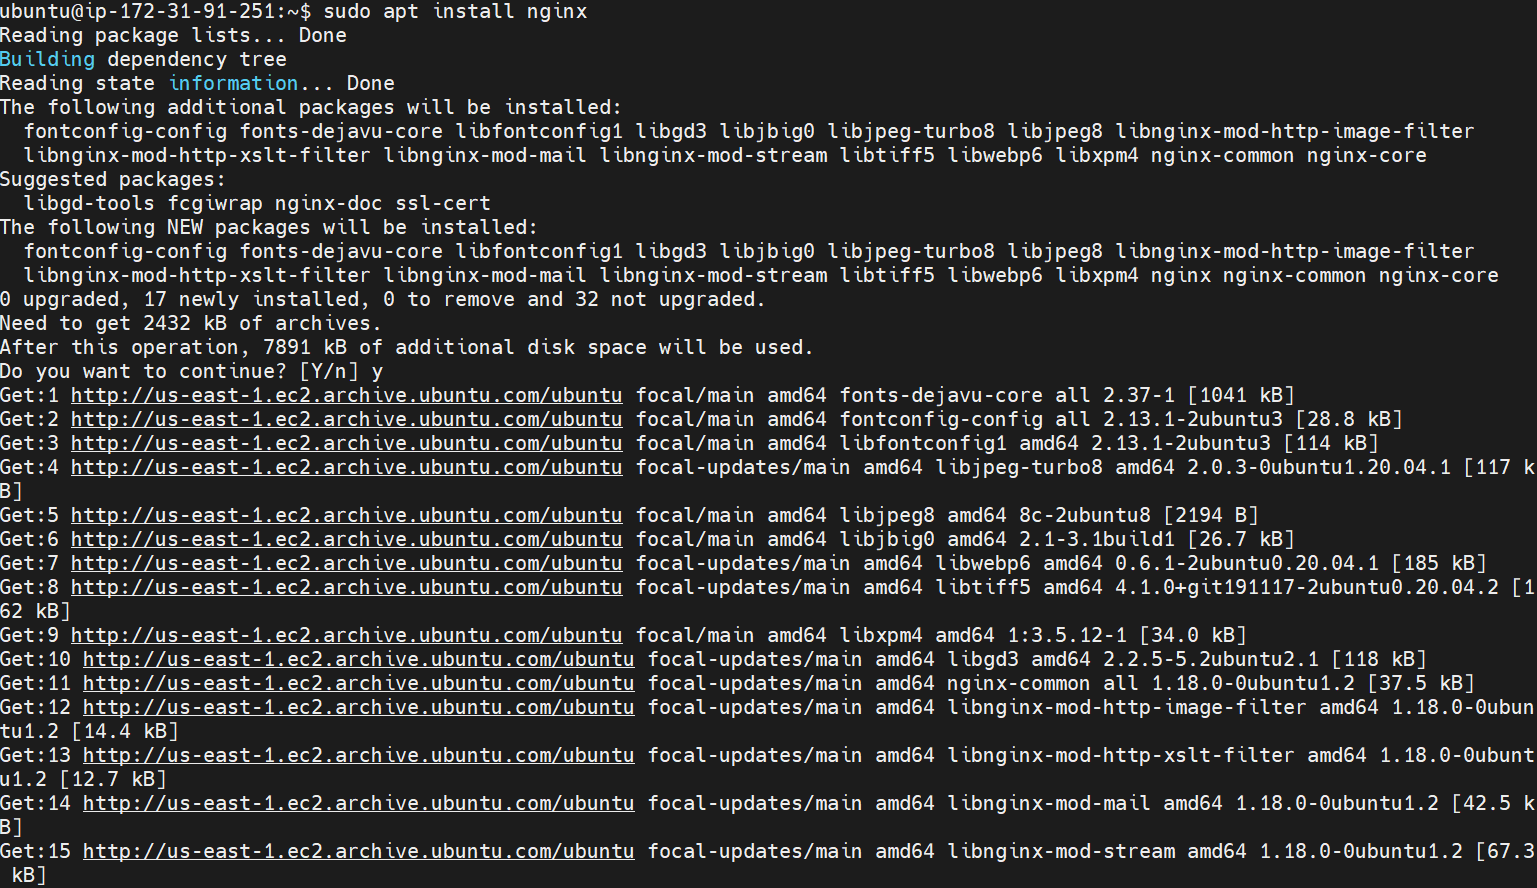 ubuntu@ip-172-31-91-251:~$ sudo apt install nginx
Reading package lists... Done
Building dependency tree
Reading state information... Done
The following additional packages will be installed:
  fontconfig-config fonts-dejavu-core libfontconfig1 libgd3 libjbig0 libjpeg-turbo8 libjpeg8 libnginx-mod-http-image-filter
  libnginx-mod-http-xslt-filter libnginx-mod-mail libnginx-mod-stream libtiff5 libwebp6 libxpm4 nginx-common nginx-core
Suggested packages:
  libgd-tools fcgiwrap nginx-doc ssl-cert
The following NEW packages will be installed:
  fontconfig-config fonts-dejavu-core libfontconfig1 libgd3 libjbig0 libjpeg-turbo8 libjpeg8 libnginx-mod-http-image-filter
  libnginx-mod-http-xslt-filter libnginx-mod-mail libnginx-mod-stream libtiff5 libwebp6 libxpm4 nginx nginx-common nginx-core
0 upgraded, 17 newly installed, 0 to remove and 32 not upgraded.
Need to get 2432 kB of archives.
After this operation, 7891 kB of additional disk space will be used.
Do you want to continue? [Y/n] y
Get:1 http://us-east-1.ec2.archive.ubuntu.com/ubuntu focal/main amd64 fonts-dejavu-core all 2.37-1 [1041 kB]
Get:2 http://us-east-1.ec2.archive.ubuntu.com/ubuntu focal/main amd64 fontconfig-config all 2.13.1-2ubuntu3 [28.8 kB]
Get:3 http://us-east-1.ec2.archive.ubuntu.com/ubuntu focal/main amd64 libfontconfig1 amd64 2.13.1-2ubuntu3 [114 kB]
Get:4 http://us-east-1.ec2.archive.ubuntu.com/ubuntu focal-updates/main amd64 libjpeg-turbo8 amd64 2.0.3-0ubuntu1.20.04.1 [117 k
B]
Get:5 http://us-east-1.ec2.archive.ubuntu.com/ubuntu focal/main amd64 libjpeg8 amd64 8c-2ubuntu8 [2194 B]
Get:6 http://us-east-1.ec2.archive.ubuntu.com/ubuntu focal/main amd64 libjbig0 amd64 2.1-3.1build1 [26.7 kB]
Get:7 http://us-east-1.ec2.archive.ubuntu.com/ubuntu focal-updates/main amd64 libwebp6 amd64 0.6.1-2ubuntu0.20.04.1 [185 kB]
Get:8 http://us-east-1.ec2.archive.ubuntu.com/ubuntu focal-updates/main amd64 libtiff5 amd64 4.1.0+git191117-2ubuntu0.20.04.2 [1
62 kB]
Get:9 http://us-east-1.ec2.archive.ubuntu.com/ubuntu focal/main amd64 libxpm4 amd64 1:3.5.12-1 [34.0 kB]
Get:10 http://us-east-1.ec2.archive.ubuntu.com/ubuntu focal-updates/main amd64 libgd3 amd64 2.2.5-5.2ubuntu2.1 [118 kB]
Get:11 http://us-east-1.ec2.archive.ubuntu.com/ubuntu focal-updates/main amd64 nginx-common all 1.18.0-0ubuntu1.2 [37.5 kB]
Get:12 http://us-east-1.ec2.archive.ubuntu.com/ubuntu focal-updates/main amd64 libnginx-mod-http-image-filter amd64 1.18.0-0ubun
tu1.2 [14.4 kB]
Get:13 http://us-east-1.ec2.archive.ubuntu.com/ubuntu focal-updates/main amd64 libnginx-mod-http-xslt-filter amd64 1.18.0-0ubunt
u1.2 [12.7 kB]
Get:14 http://us-east-1.ec2.archive.ubuntu.com/ubuntu focal-updates/main amd64 libnginx-mod-mail amd64 1.18.0-0ubuntu1.2 [42.5 k
B]
Get:15 http://us-east-1.ec2.archive.ubuntu.com/ubuntu focal-updates/main amd64 libnginx-mod-stream amd64 1.18.0-0ubuntu1.2 [67.3
 kB]